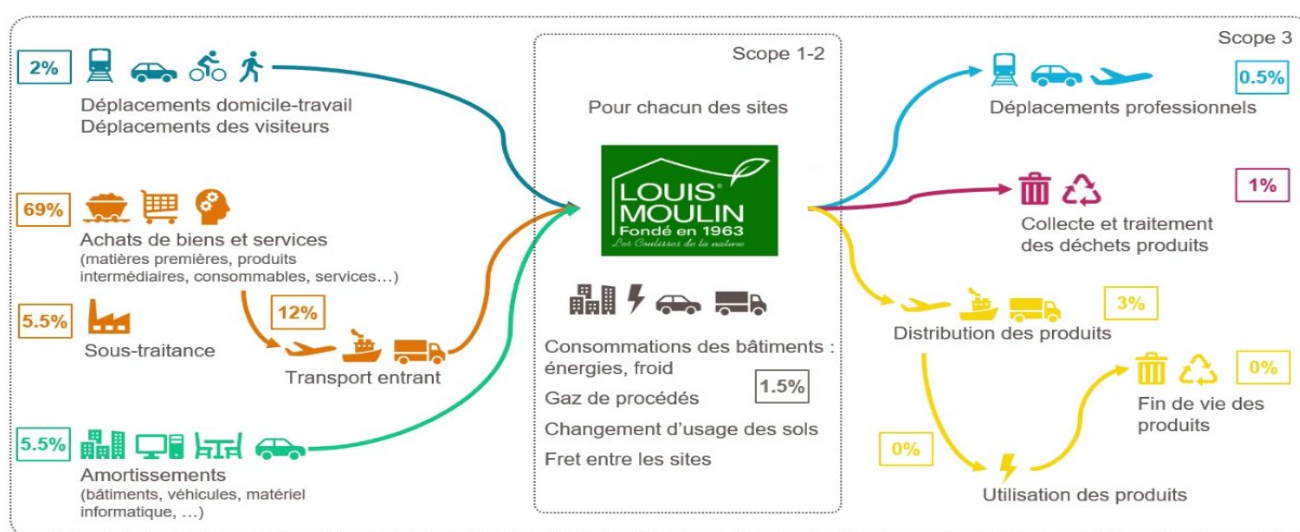 2%
Déplacements domicile-travail
Déplacements des visiteurs
69%
Achats de biens et services
(matières premières, produits
intermédiaires, consommables, services…)
5.5%
Sous-traitance
12%
Transport entrant
5.5%
Amortissements
(bâtiments, véhicules, matériel
informatique, …)
Scope 1-2
Pour chacun des sites
LOUIS
MOULIN
Fondé en 1963
Les Coulisses de la nature
Consommations des bâtiments :
énergies, froid
1.5%
Gaz de procédés
Changement d’usage des sols
Fret entre les sites
Scope 3
0.5%
Déplacements professionnels
1%
Collecte et traitement
des déchets produits
3%
Distribution des produits
0%
Fin de vie des
produits
0%
Utilisation des produits